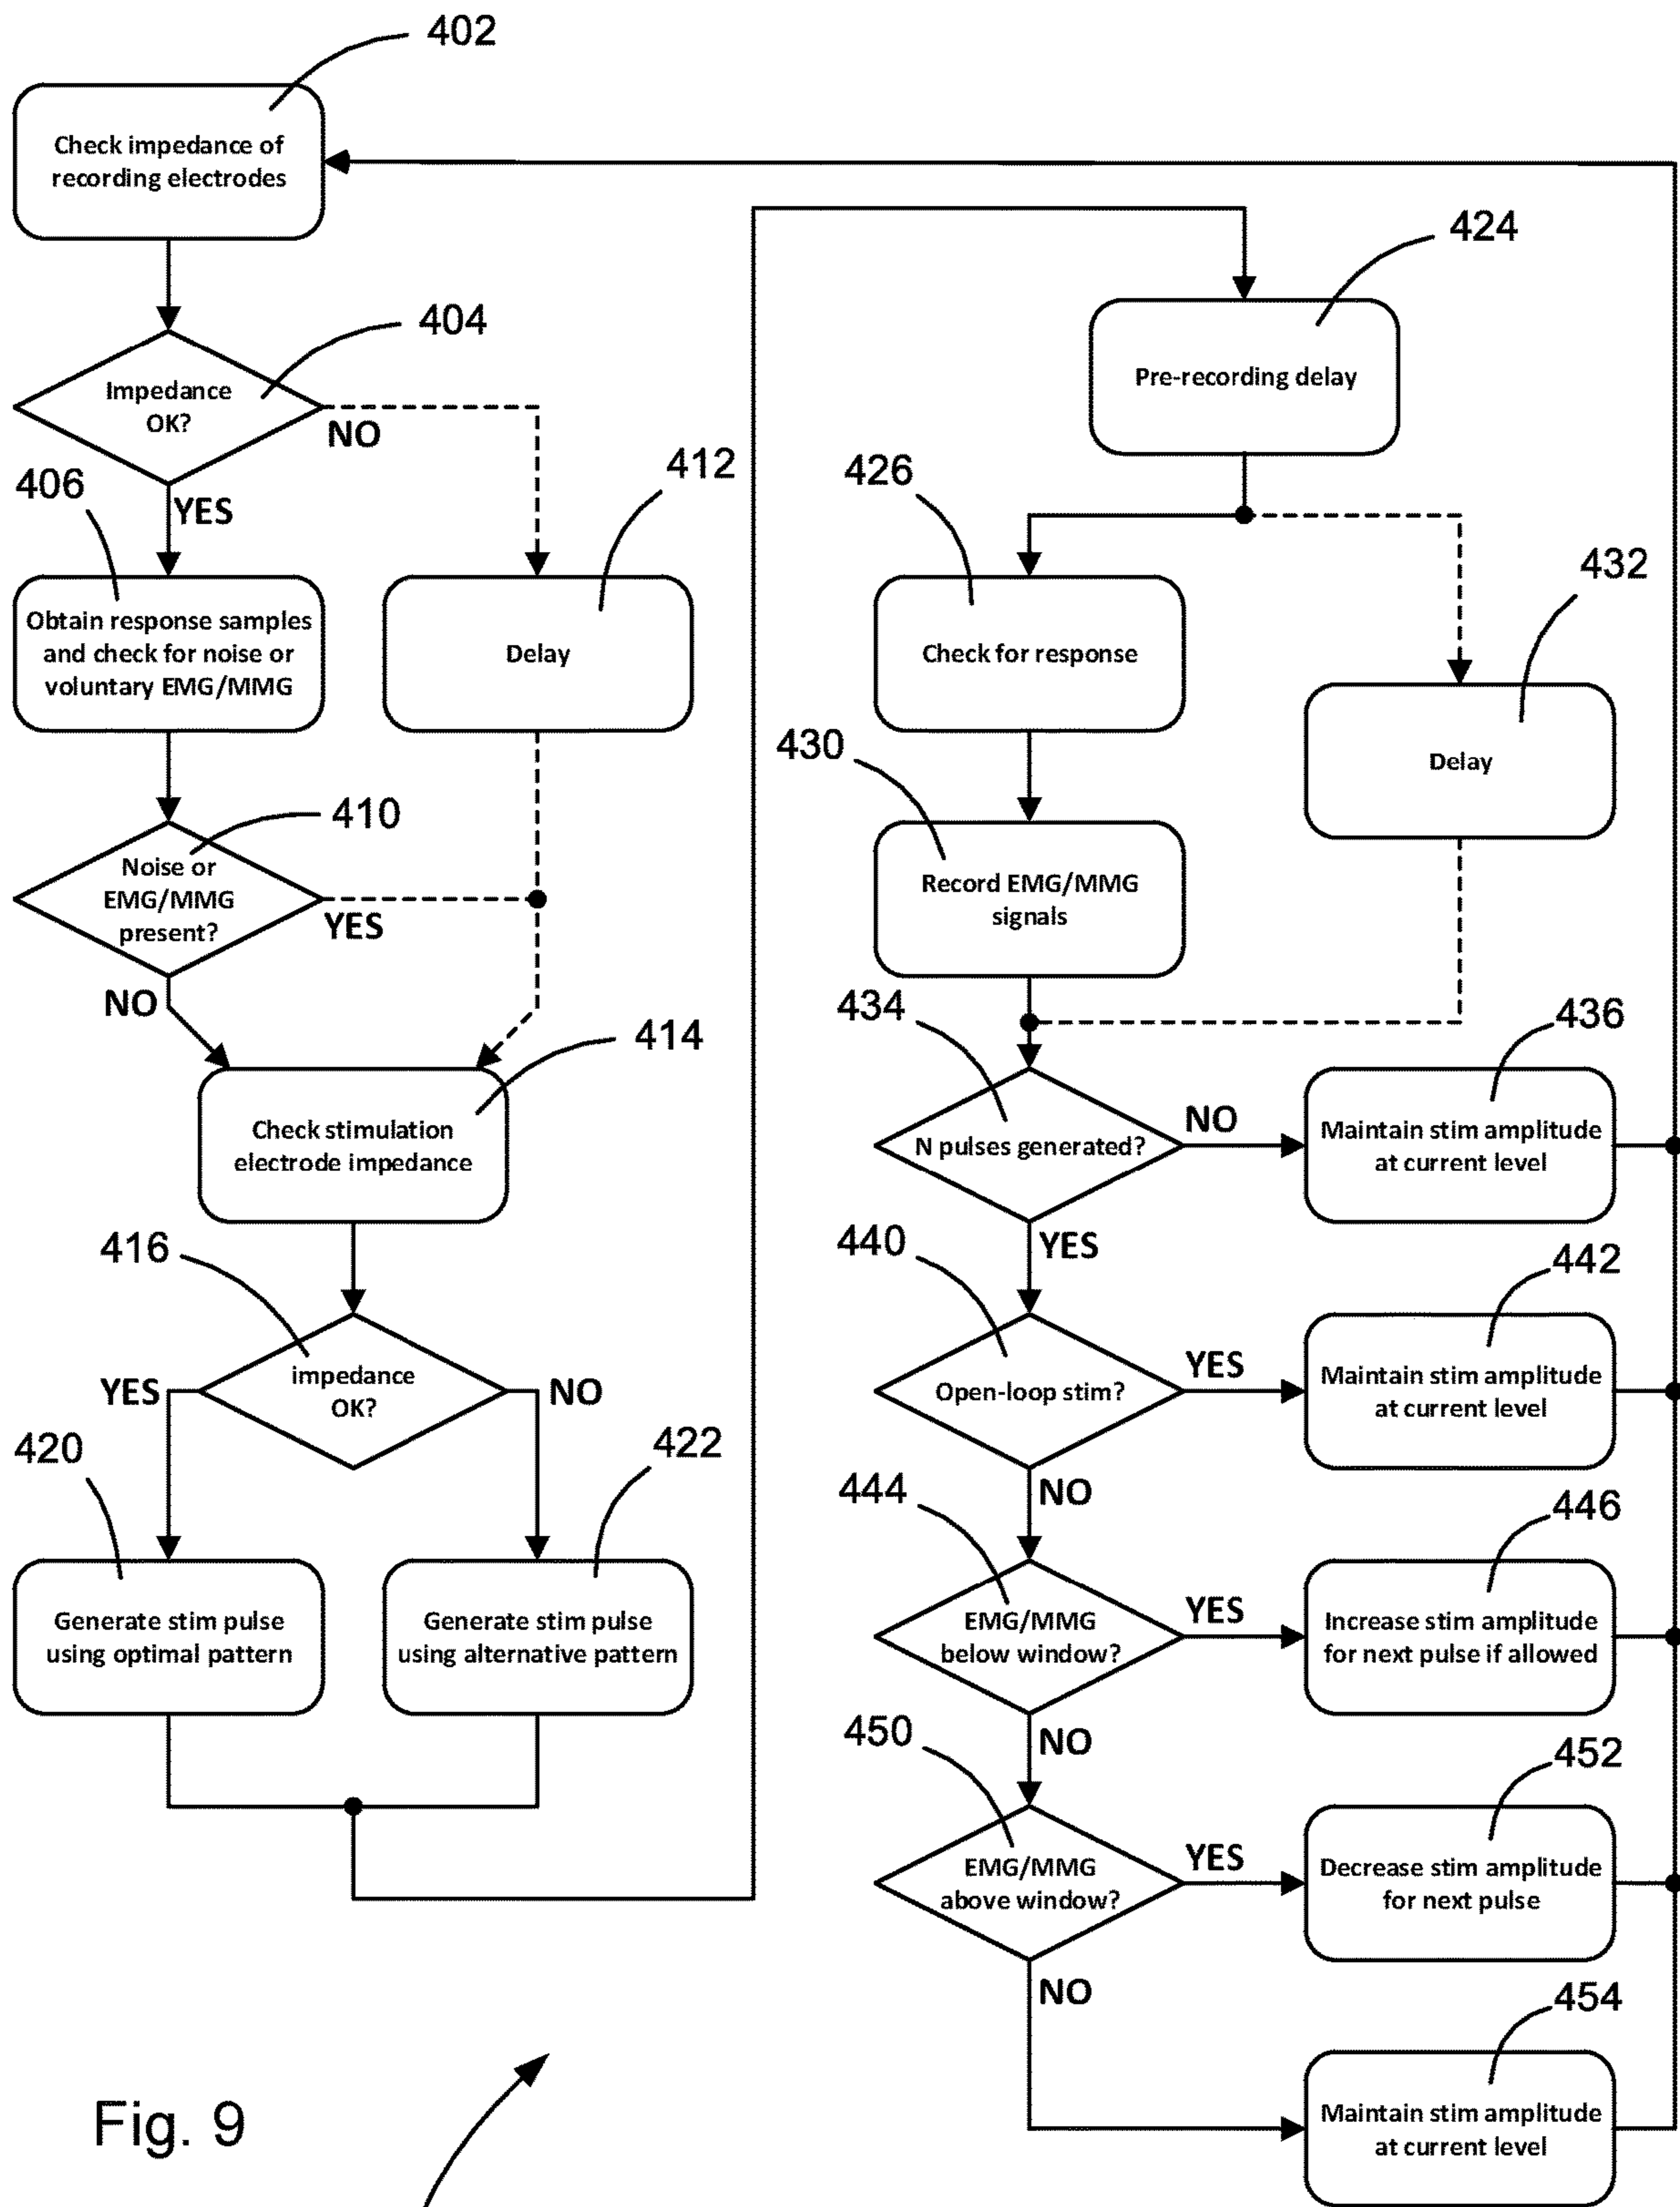 402
Check impedance of
recording electrodes
404
Impedance
OK?
NO
YES
406
412
Obtain response samples
and check for noise or
voluntary EMG/MMG
Delay
410
Noise or
EMG/MMG
present?
YES
NO
414
Check stimulation
electrode impedance
416
impedance
OK?
YES
NO
420
422
Generate stim pulse
using optimal pattern
Generate stim pulse
using alternative pattern
424
Pre-recording delay
426
Check for response
432
Delay
430
Record EMG/MMG
signals
434
N pulses generated?
NO
436
Maintain stim amplitude
at current level
YES
440
Open-loop stim?
YES
442
Maintain stim amplitude
at current level
NO
444
EMG/MMG
below window?
YES
446
Increase stim amplitude
for next pulse if allowed
NO
450
EMG/MMG
above window?
YES
452
Decrease stim amplitude
for next pulse
NO
454
Maintain stim amplitude
at current level
Fig. 9